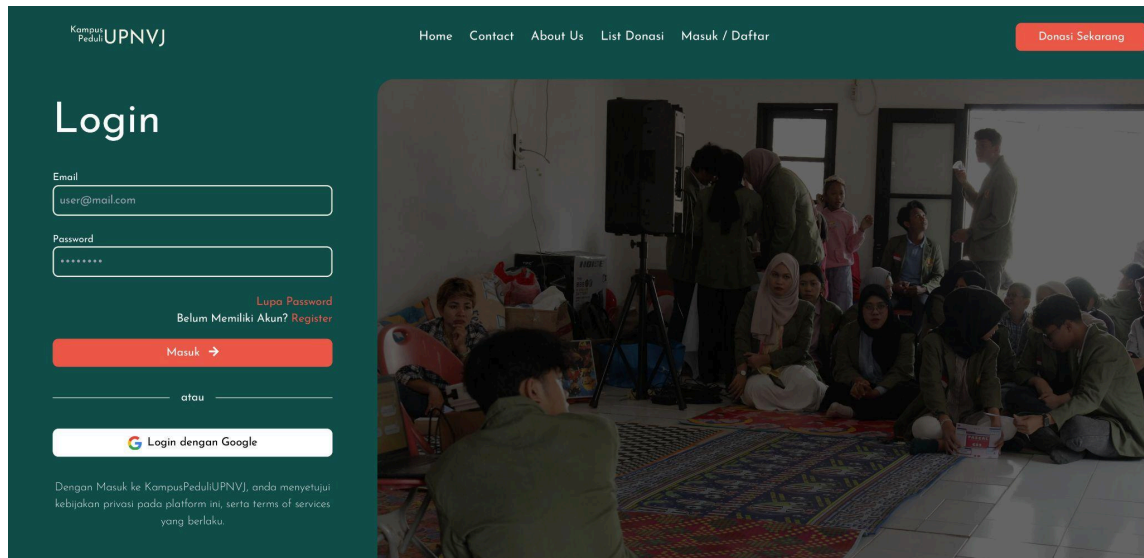 Kampus
Peduli UPNVJ
Home Contact About Us List Donasi Masuk / Daftar
Donasi Sekarang
Login
Email
user@mail.com
Password
Lupa Password
Belum Memiliki Akun? Register
Masuk →
atau
Login dengan Google
Dengan Masuk ke KampusPeduliUPNVJ, anda menyetujui
kebijakan privasi pada platform ini, serta terms of services
yang berlaku.